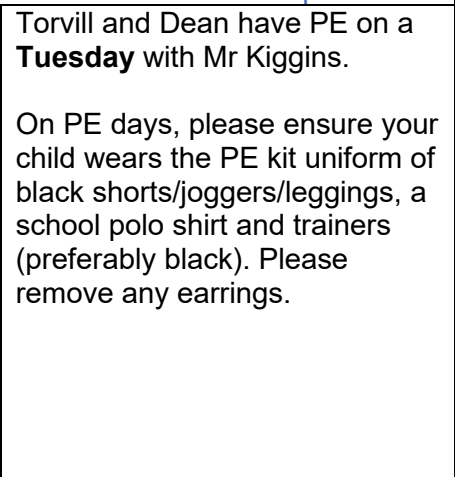 Torvill and Dean have PE on a
Tuesday with Mr Kiggins.
On PE days, please ensure your
child wears the PE kit uniform of
black shorts/joggers/leggings, a
school polo shirt and trainers
(preferably black). Please
remove any earrings.